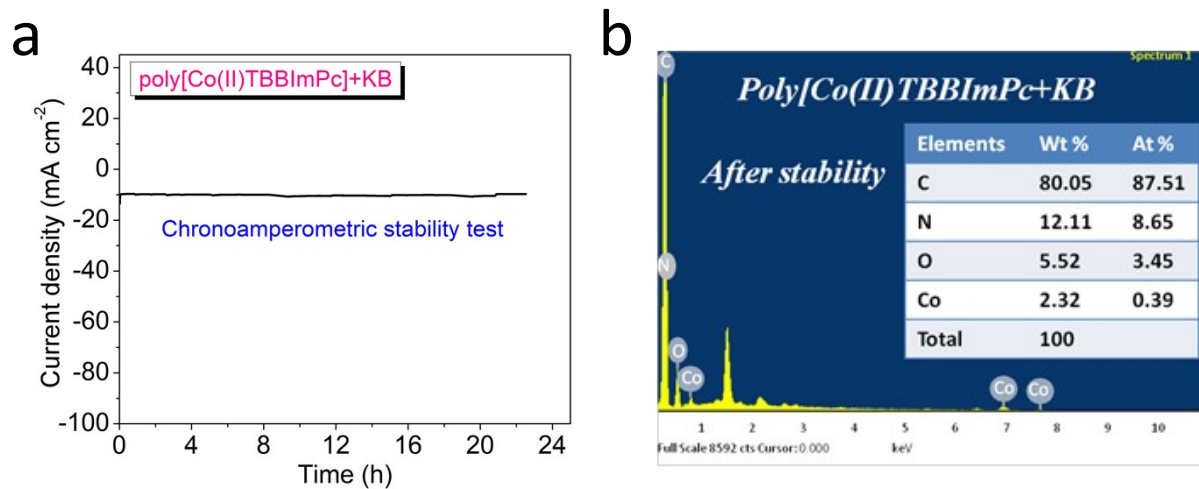 a
40
20
0
-20
-40
-60
-80
-100
0 4 8 12 16 20 24
Current density (mA cm-2)
Time (h)
poly[Co(II)TBBImPc]+KB
Chronoamperometric stability test
b
Spectrum 1
Poly[Co(II)TBBImPc+KB
After stability
Elements Wt % At %
C 80.05 87.51
N 12.11 8.65
O 5.52 3.45
Co 2.32 0.39
Total 100
C
N
O
Co
Co Co
1 2 3 4 5 6 7 8 9 10
Full Scale 8592 cts Cursor: 0.000 keV